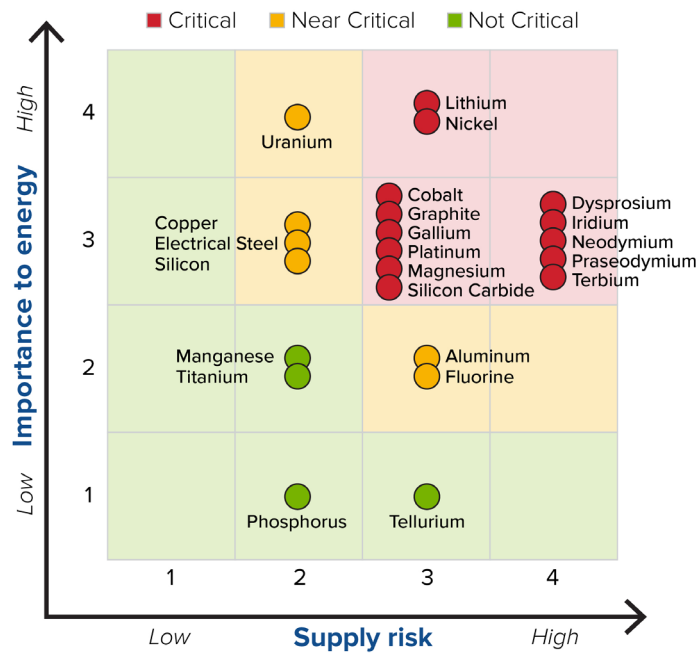 Critical
Near Critical
Not Critical
High
Importance to energy
Low
4
3
2
1
Uranium
Lithium
Nickel
Copper
Electrical Steel
Silicon
Cobalt
Graphite
Gallium
Platinum
Magnesium
Silicon Carbide
Dysprosium
Iridium
Neodymium
Praseodymium
Terbium
Manganese
Titanium
Aluminum
Fluorine
Phosphorus
Tellurium
1
2
3
4
Low
Supply risk
High